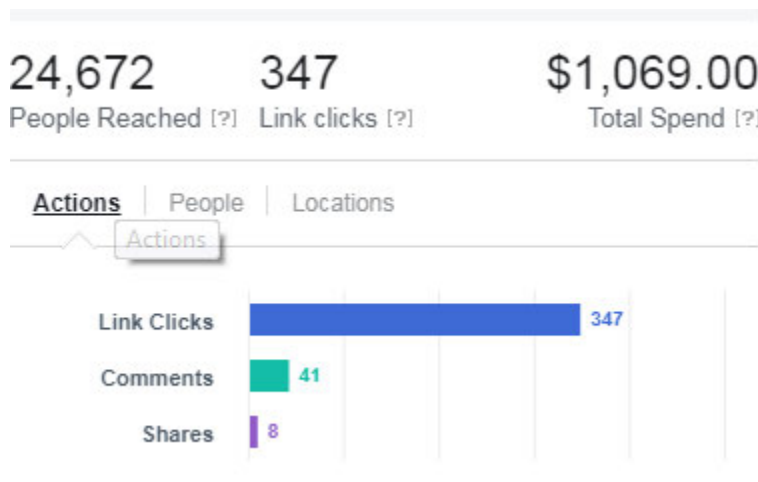 24,672 347 $1,069.00
People Reached [?] Link clicks [?] Total Spend [?]
Actions People Locations
Actions
Link Clicks 347
Comments 41
Shares 8